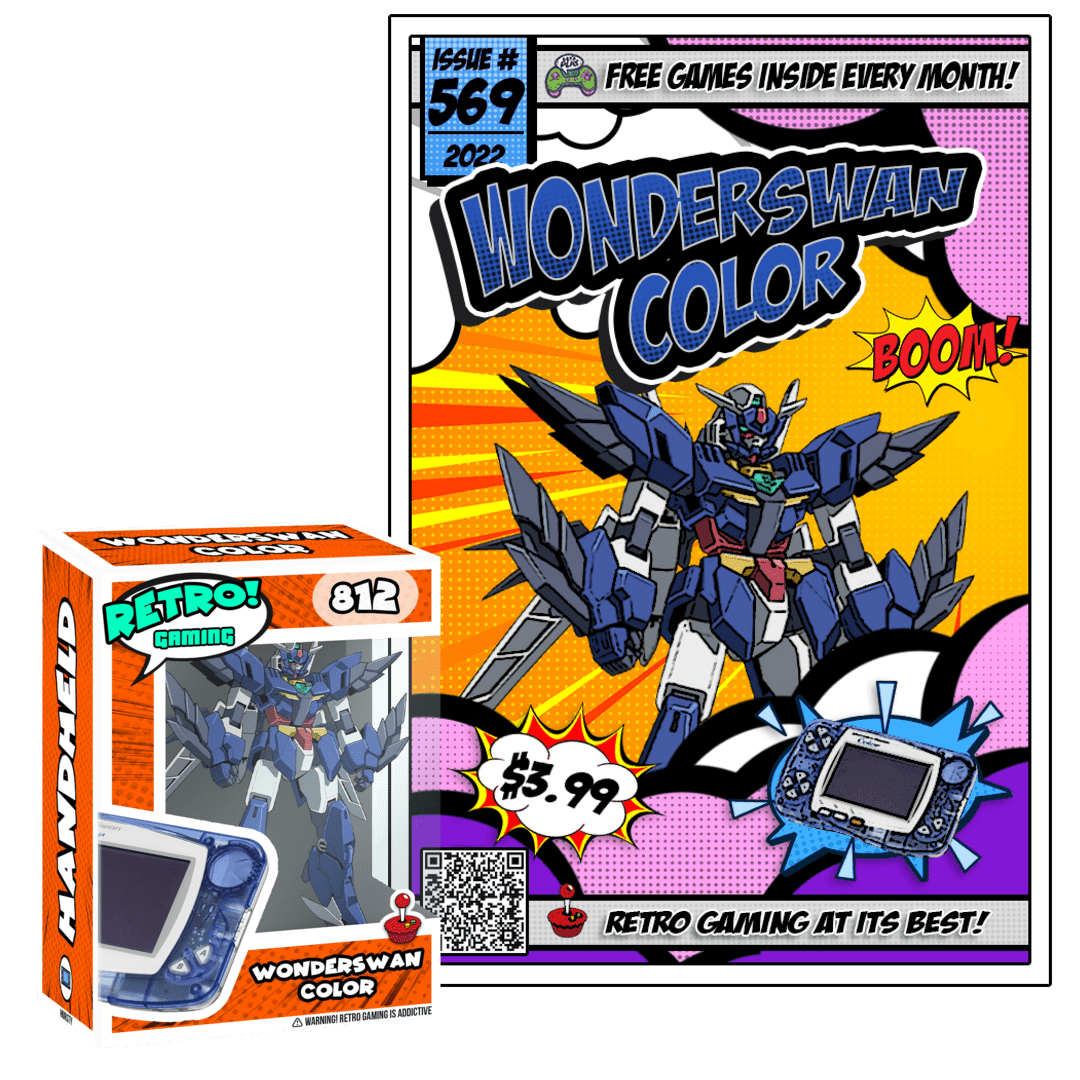 ISSUE #
569
2022
FREE GAMES INSIDE EVERY MONTH!
WONDERSWAN
COLOR
BOOM!
$3.99
RETRO GAMING AT ITS BEST!
WONDERSWAN
COLOR
RETRO!
GAMING
812
HANDHELD
WONDERSWAN
COLOR
WARNING! RETRO GAMING IS ADDICTIVE